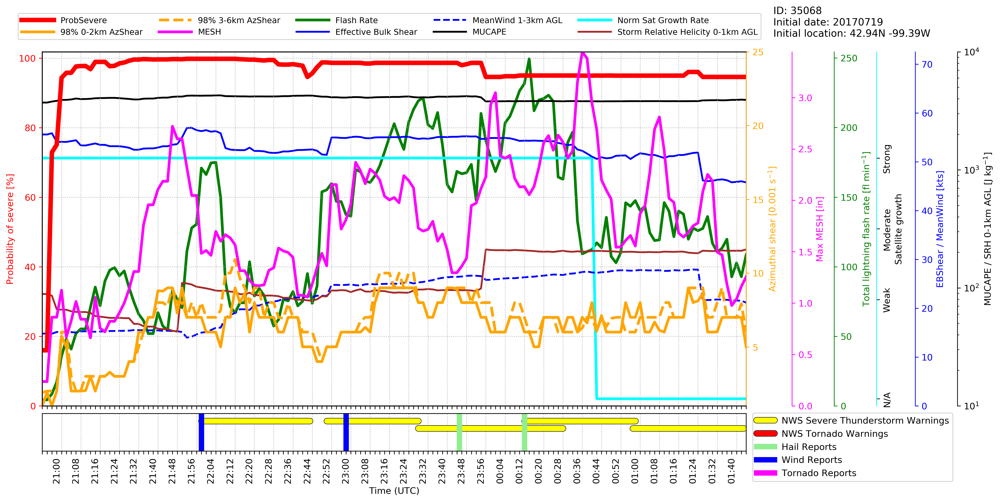 ProbSevere
98% 0-2km AzShear
98% 3-6km AzShear
MESH
Flash Rate
Effective Bulk Shear
MeanWind 1-3km AGL
MUCAPE
Norm Sat Growth Rate
Storm Relative Helicity 0-1km AGL
ID: 35068
Initial date: 20170719
Initial location: 42.94N -99.39W
Probability of severe [%]
100
80
60
40
20
0
25
20
15
10
5
Azimuthal shear [0.001 s⁻¹]
3.0
2.5
2.0
1.5
1.0
0.5
0.0
Max MESH [in]
250
200
150
100
50
0
Total lightning flash rate [fl min⁻¹]
Strong
Moderate
Weak
N/A
Satellite growth
70
60
50
40
30
20
10
0
EBShear / MeanWind [kts]
10⁴
10³
10²
10¹
MUCAPE / SRH 0-1km AGL [J kg⁻¹]
21:00
21:08
21:16
21:24
21:32
21:40
21:48
21:56
22:04
22:12
22:20
22:28
22:36
22:44
22:52
23:00
23:08
23:16
23:24
23:32
23:40
23:48
23:56
00:04
00:12
00:20
00:28
00:36
00:44
00:52
01:00
01:08
01:16
01:24
01:32
01:40
Time (UTC)
NWS Severe Thunderstorm Warnings
NWS Tornado Warnings
Hail Reports
Wind Reports
Tornado Reports